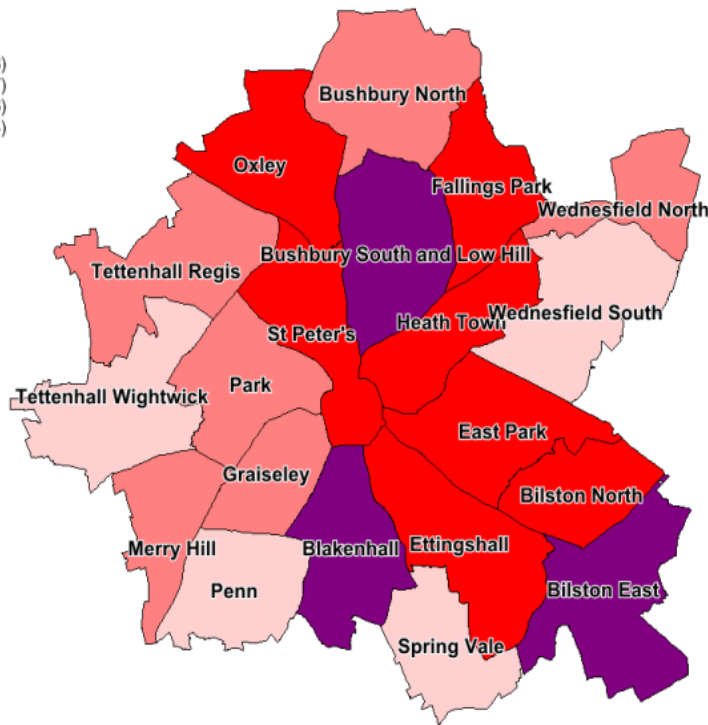 Bushbury North
Oxley
Fallings Park
Wednesfield North
Bushbury South and Low Hill
Tettenhall Regis
Wednesfield South
Heath Town
St Peter's
Park
Tettenhall Wightwick
East Park
Graiseley
Bilston North
Merry Hill
Blakenhall
Ettingshall
Penn
Bilston East
Spring Vale